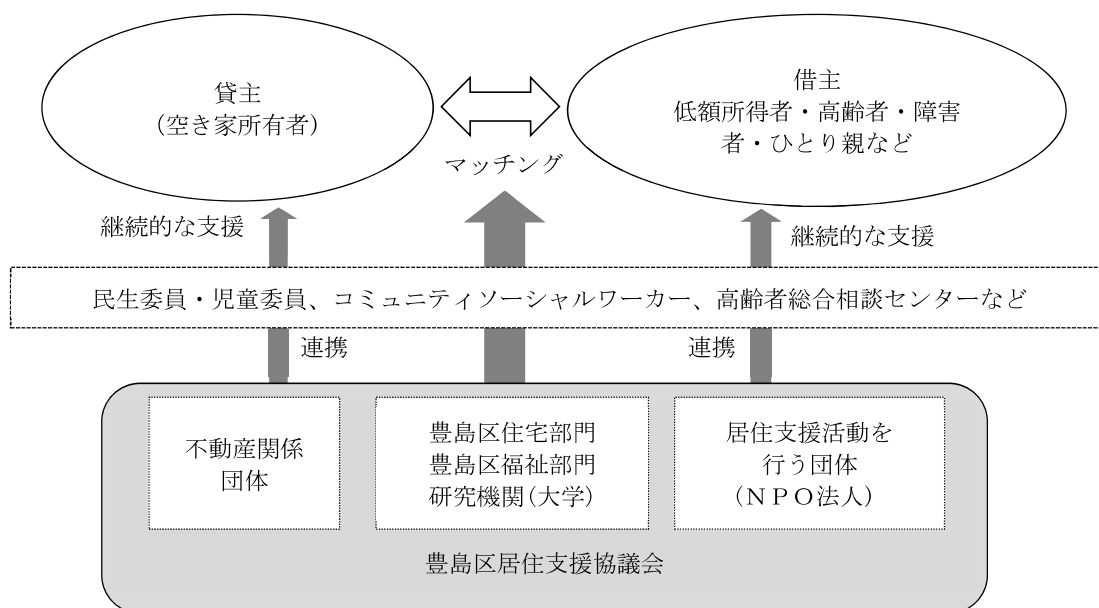 貸主
（空き家所有者）
借主
低額所得者・高齢者・障害
者・ひとり親など
マッチング
継続的な支援
継続的な支援
民生委員・児童委員、コミュニティソーシャルワーカー、高齢者総合相談センターなど
連携
連携
不動産関係
団体
豊島区住宅部門
豊島区福祉部門
研究機関（大学）
居住支援活動を
行う団体
（ＮＰＯ法人）
豊島区居住支援協議会